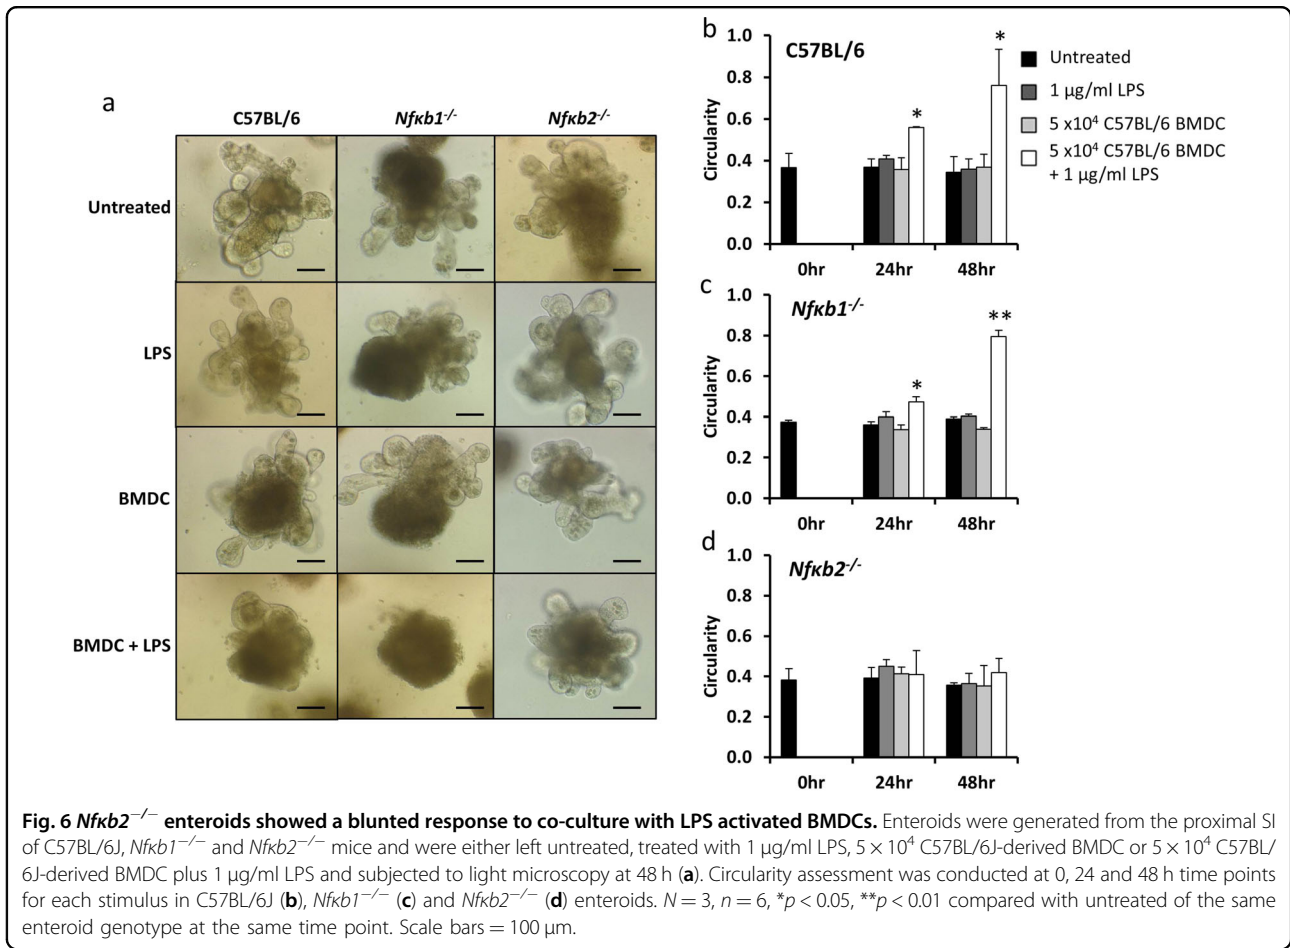 a
C57BL/6 Nfκb1-/- Nfκb2-/-
Untreated
LPS
BMDC
BMDC + LPS
b
C57BL/6
Circularity
1.0
0.8
0.6
0.4
0.2
0.0
*
*
0hr 24hr 48hr
Untreated
1 µg/ml LPS
5 x10⁴ C57BL/6 BMDC
5 x10⁴ C57BL/6 BMDC
+ 1 µg/ml LPS
c
Nfκb1-/-
Circularity
1.0
0.8
0.6
0.4
0.2
0.0
*
**
0hr 24hr 48hr
d
Nfκb2-/-
Circularity
1.0
0.8
0.6
0.4
0.2
0.0
0hr 24hr 48hr
Fig. 6 Nfκb2−/− enteroids showed a blunted response to co-culture with LPS activated BMDCs. Enteroids were generated from the proximal SI
of C57BL/6J, Nfκb1−/− and Nfκb2−/− mice and were either left untreated, treated with 1 µg/ml LPS, 5 × 10⁴ C57BL/6J-derived BMDC or 5 × 10⁴ C57BL/
6J-derived BMDC plus 1 µg/ml LPS and subjected to light microscopy at 48 h (a). Circularity assessment was conducted at 0, 24 and 48 h time points
for each stimulus in C57BL/6J (b), Nfκb1−/− (c) and Nfκb2−/− (d) enteroids. N = 3, n = 6, *p < 0.05, **p < 0.01 compared with untreated of the same
enteroid genotype at the same time point. Scale bars = 100 µm.